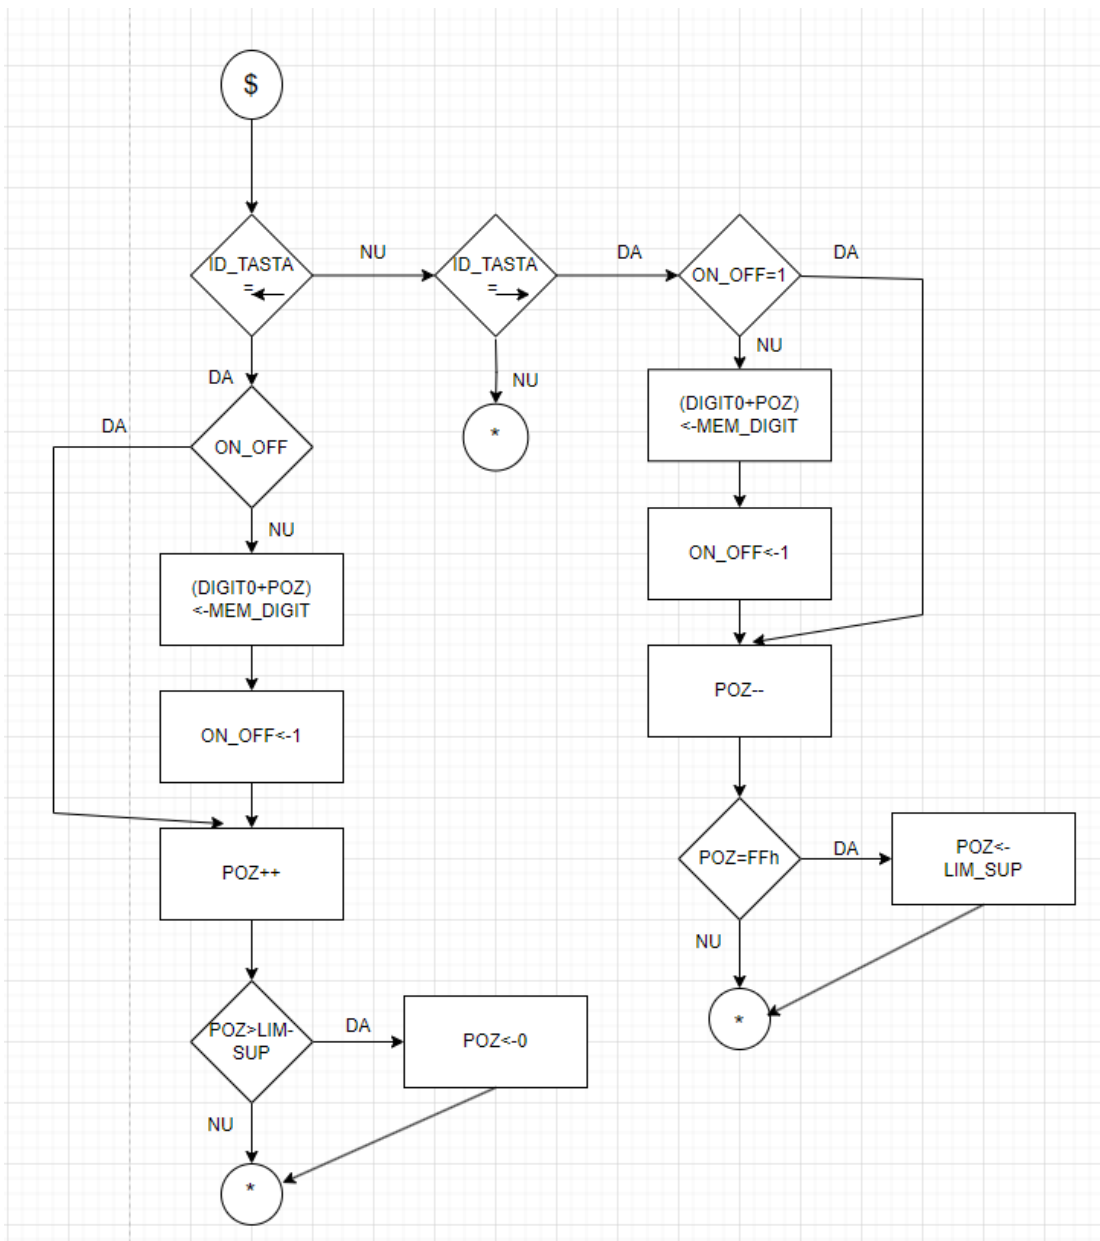 $
ID_TASTA
=
NU
ID_TASTA
=
DA
ON_OFF=1
DA
DA
NU
NU
(DIGIT0+POZ)
<-MEM_DIGIT
*
DA
ON_OFF
NU
ON_OFF<-1
(DIGIT0+POZ)
<-MEM_DIGIT
POZ--
ON_OFF<-1
POZ++
POZ=FFh
DA
POZ<-
LIM_SUP
NU
POZ>LIM-
SUP
DA
POZ<-0
*
NU
*